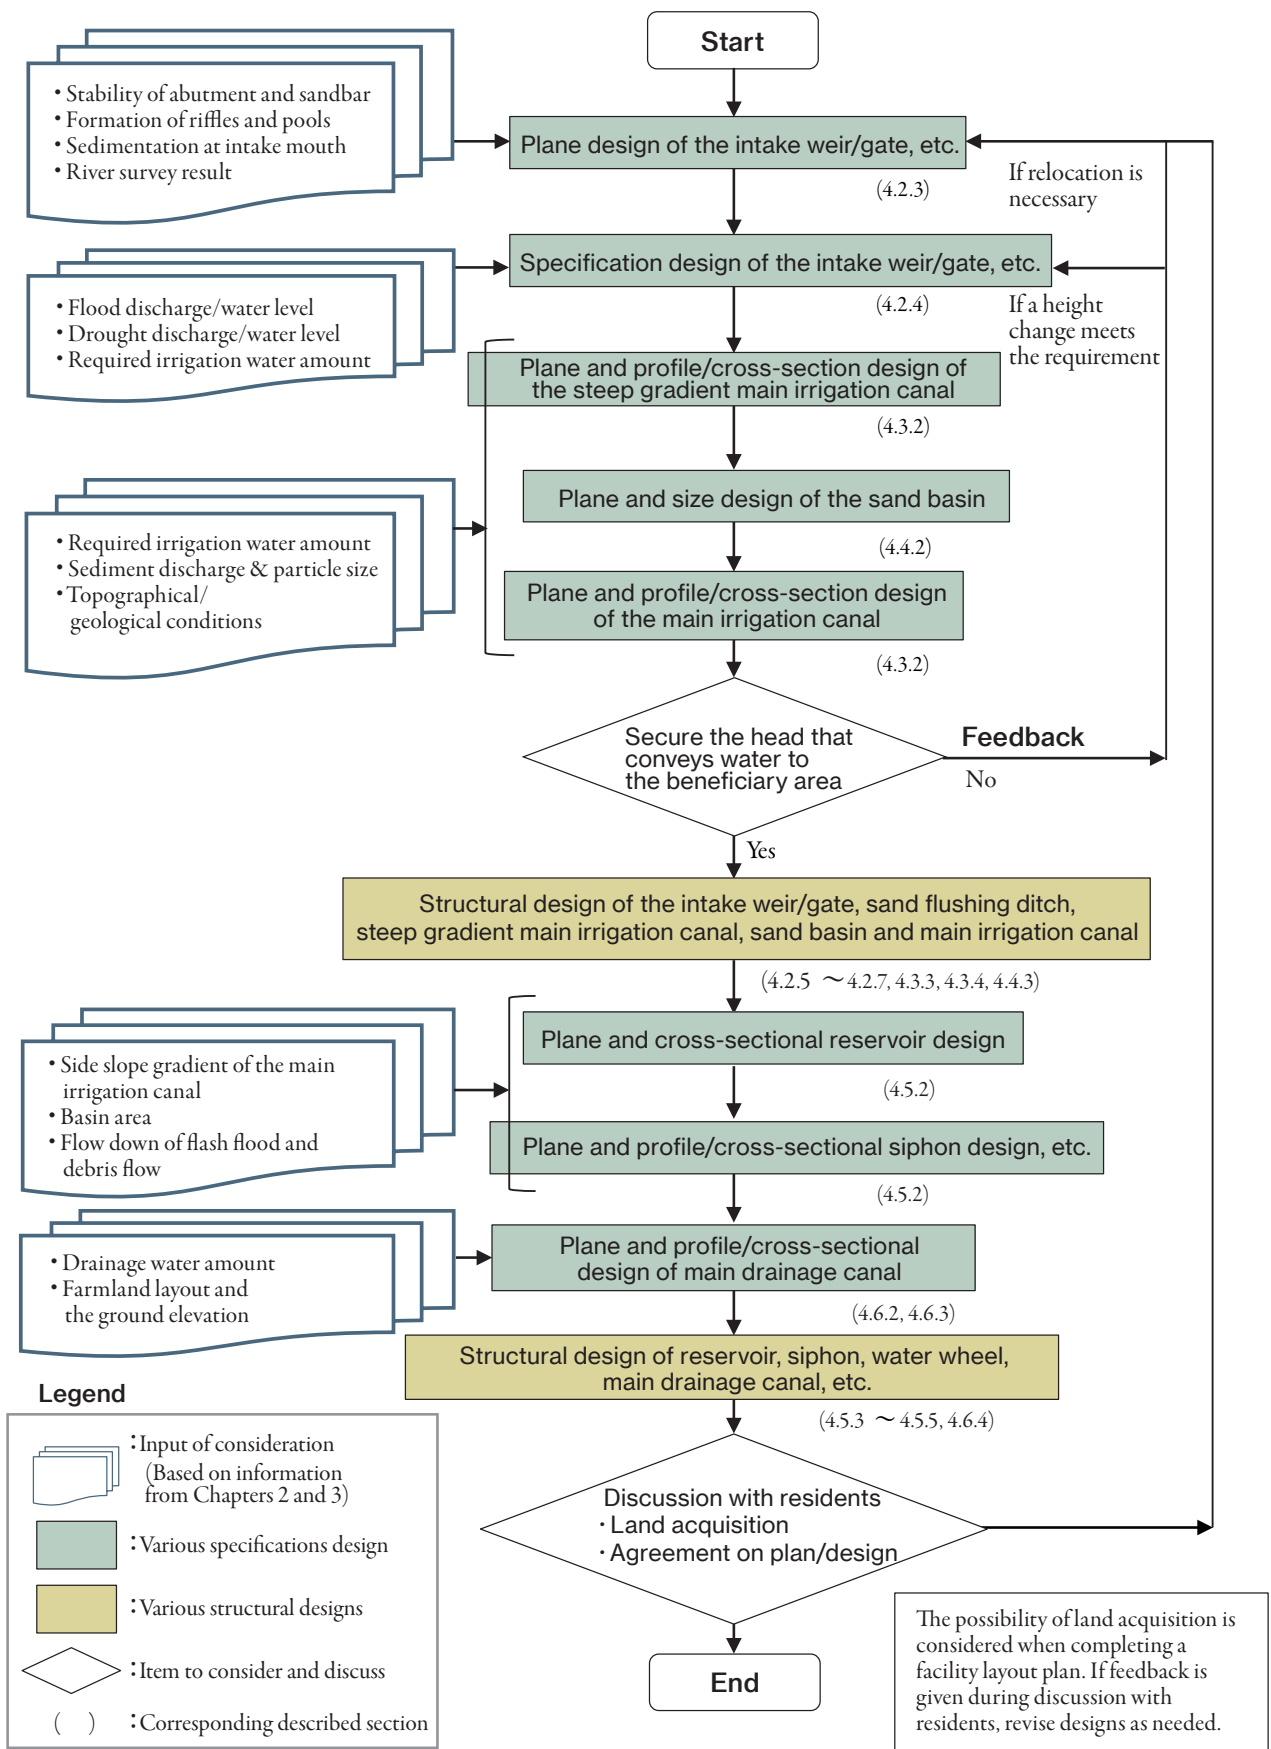 Start
• Stability of abutment and sandbar
• Formation of riffles and pools
• Sedimentation at intake mouth
• River survey result
Plane design of the intake weir/gate, etc.
(4.2.3)
If relocation is
necessary
Specification design of the intake weir/gate, etc.
(4.2.4)
If a height
change meets
the requirement
• Flood discharge/water level
• Drought discharge/water level
• Required irrigation water amount
Plane and profile/cross-section design of
the steep gradient main irrigation canal
(4.3.2)
Plane and size design of the sand basin
(4.4.2)
• Required irrigation water amount
• Sediment discharge & particle size
• Topographical/
geological conditions
Plane and profile/cross-section design
of the main irrigation canal
(4.3.2)
Secure the head that
conveys water to
the beneficiary area
Feedback
No
Yes
Structural design of the intake weir/gate, sand flushing ditch,
steep gradient main irrigation canal, sand basin and main irrigation canal
(4.2.5 ～4.2.7, 4.3.3, 4.3.4, 4.4.3)
Plane and cross-sectional reservoir design
(4.5.2)
• Side slope gradient of the main
irrigation canal
• Basin area
• Flow down of flash flood and
debris flow
Plane and profile/cross-sectional siphon design, etc.
(4.5.2)
• Drainage water amount
• Farmland layout and
the ground elevation
Plane and profile/cross-sectional
design of main drainage canal
(4.6.2, 4.6.3)
Structural design of reservoir, siphon, water wheel,
main drainage canal, etc.
(4.5.3 ～4.5.5, 4.6.4)
Discussion with residents
・Land acquisition
・Agreement on plan/design
End
The possibility of land acquisition is
considered when completing a
facility layout plan. If feedback is
given during discussion with
residents, revise designs as needed.
Legend
：Input of consideration
(Based on information
from Chapters 2 and 3)
：Various specifications design
：Various structural designs
：Item to consider and discuss
( ) ：Corresponding described section